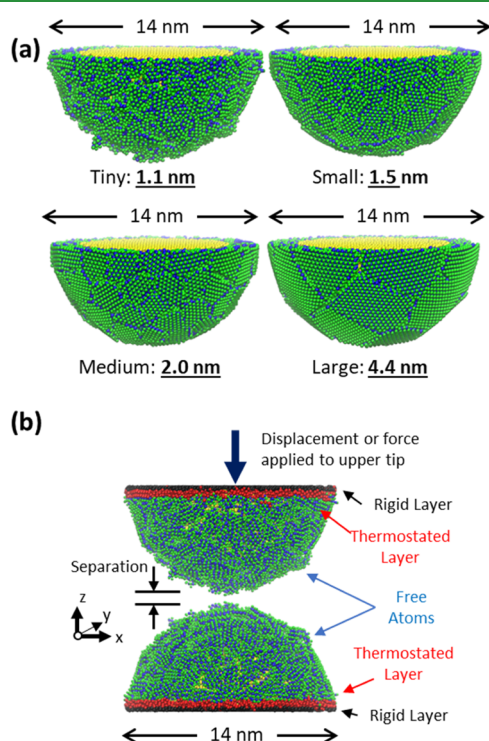 (a)
14 nm
14 nm
Tiny: 1.1 nm
Small: 1.5 nm
14 nm
14 nm
Medium: 2.0 nm
Large: 4.4 nm
(b)
Displacement or force
applied to upper tip
Rigid Layer
Thermostated
Layer
Separation
Free
Atoms
z
y
x
Thermostated
Layer
Rigid Layer
14 nm